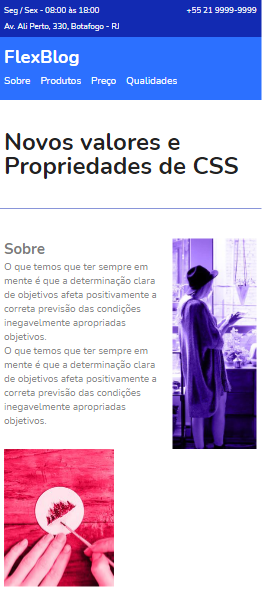 Seg / Sex - 08:00 às 18:00 +55 21 9999-9999
Av. Ali Perto, 330, Botafogo - RJ
FlexBlog
Sobre Produtos Preço Qualidades
Novos valores e
Propriedades de CSS
Sobre
O que temos que ter sempre em
mente é que a determinação clara
de objetivos afeta positivamente a
correta previsão das condições
inegavelmente apropriadas
objetivos.
O que temos que ter sempre em
mente é que a determinação clara
de objetivos afeta positivamente a
correta previsão das condições
inegavelmente apropriadas
objetivos.